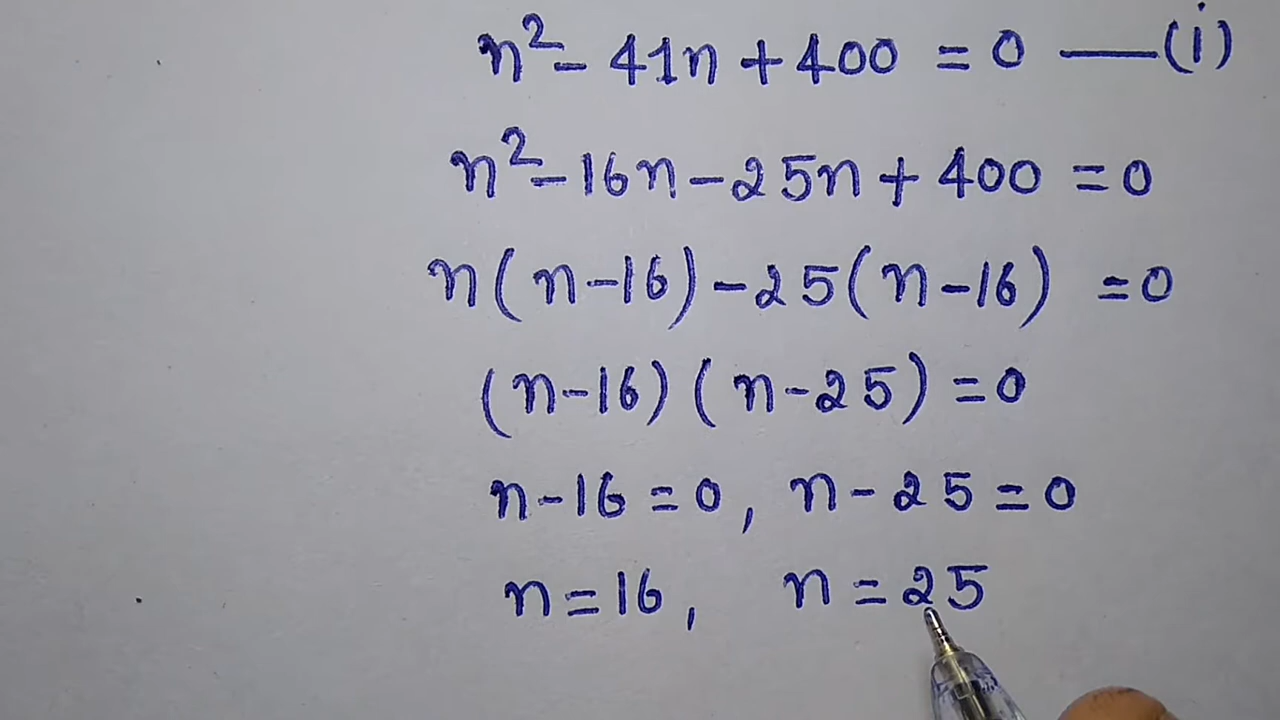 n² - 41n + 400 = 0 —(i)
n² - 16n - 25n + 400 = 0
n(n-16) - 25(n-16) = 0
(n-16)(n-25) = 0
n-16 = 0, n-25 = 0
n = 16, n = 25